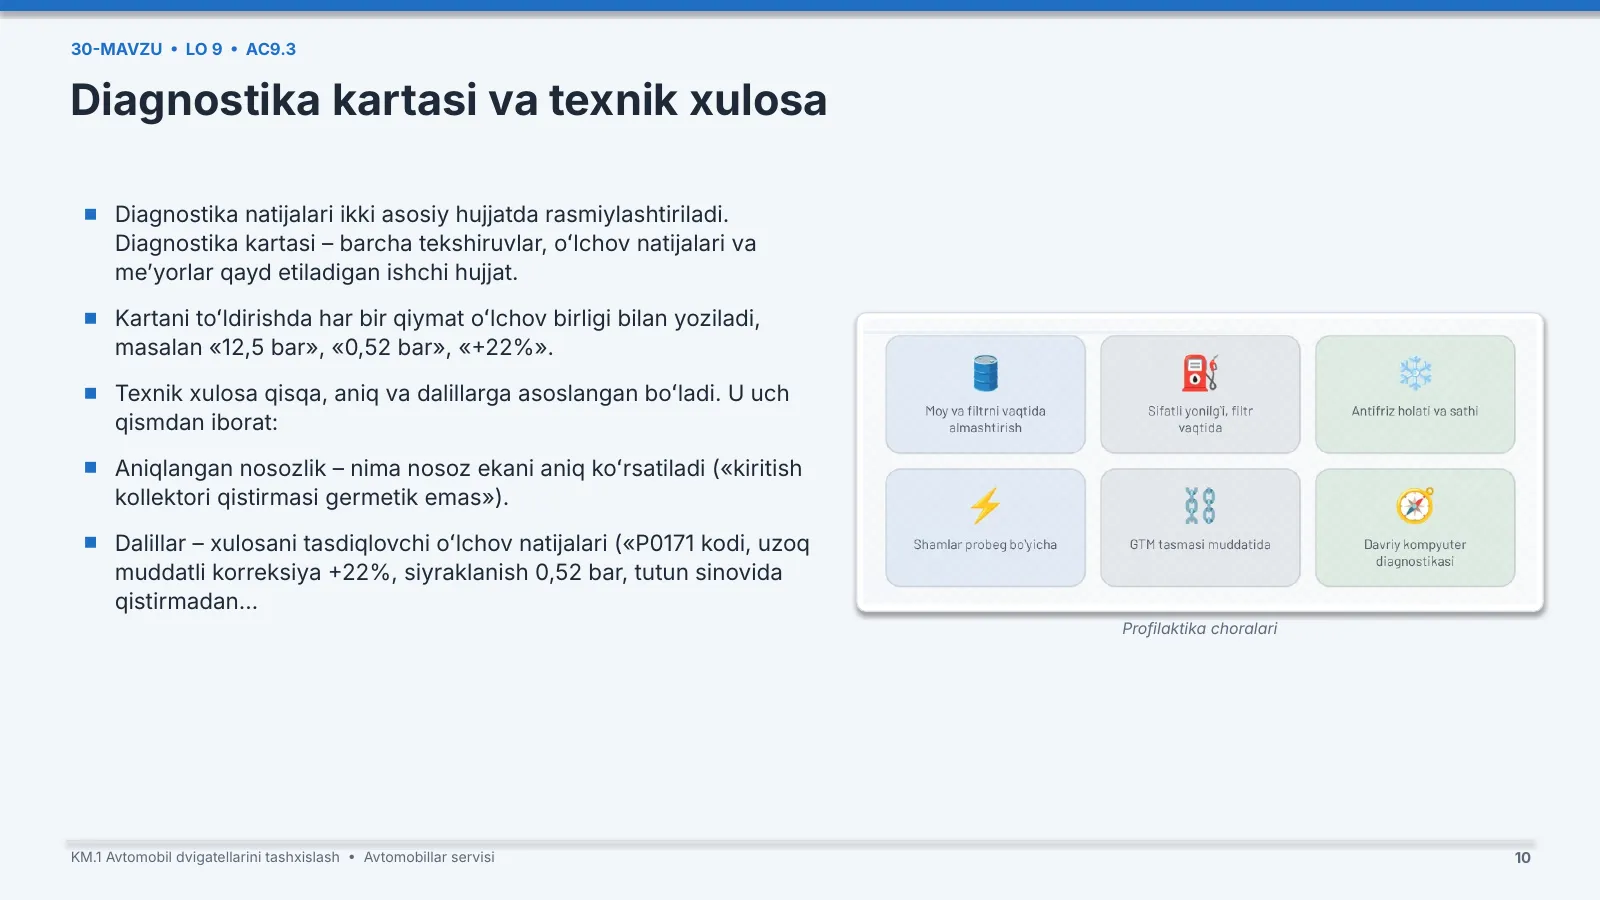 30-MAVZU • LO 9 • AC9.3
Diagnostika kartasi va texnik xulosa
Diagnostika natijalari ikki asosiy hujjatda rasmiylashtiriladi.
Diagnostika kartasi – barcha tekshiruvlar, oʻlchov natijalari va
meʼyorlar qayd etiladigan ishchi hujjat.
Kartani toʻldirishda har bir qiymat oʻlchov birligi bilan yoziladi,
masalan «12,5 bar», «0,52 bar», «+22%».
Texnik xulosa qisqa, aniq va dalillarga asoslangan boʻladi. U uch
qismdan iborat:
Aniqlangan nosozlik – nima nosoz ekani aniq koʻrsatiladi («kiritish
kollektori qistirmasi germetik emas»).
Dalillar – xulosani tasdiqlovchi oʻlchov natijalari («P0171 kodi, uzoq
muddatli korreksiya +22%, siyraklanish 0,52 bar, tutun sinovida
qistirmadan…
Moy va filtrni vaqtida
almashtirish
Sifatli yonilg'i, filtr
vaqtida
Antifriz holati va sathi
Shamlar probeg bo'yicha
GTM tasmasi muddatida
Davriy kompyuter
diagnostikasi
Profilaktika choralari
KM.1 Avtomobil dvigatellarini tashxislash • Avtomobillar servisi
10